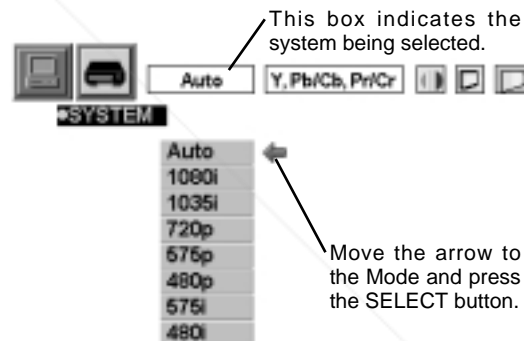 This box indicates the
system being selected.
Auto
Y, Pb/Cb, Pr/Cr
SYSTEM
Auto
1080i
1035i
720p
575p
480p
575i
480i
Move the arrow to
the Mode and press
the SELECT button.